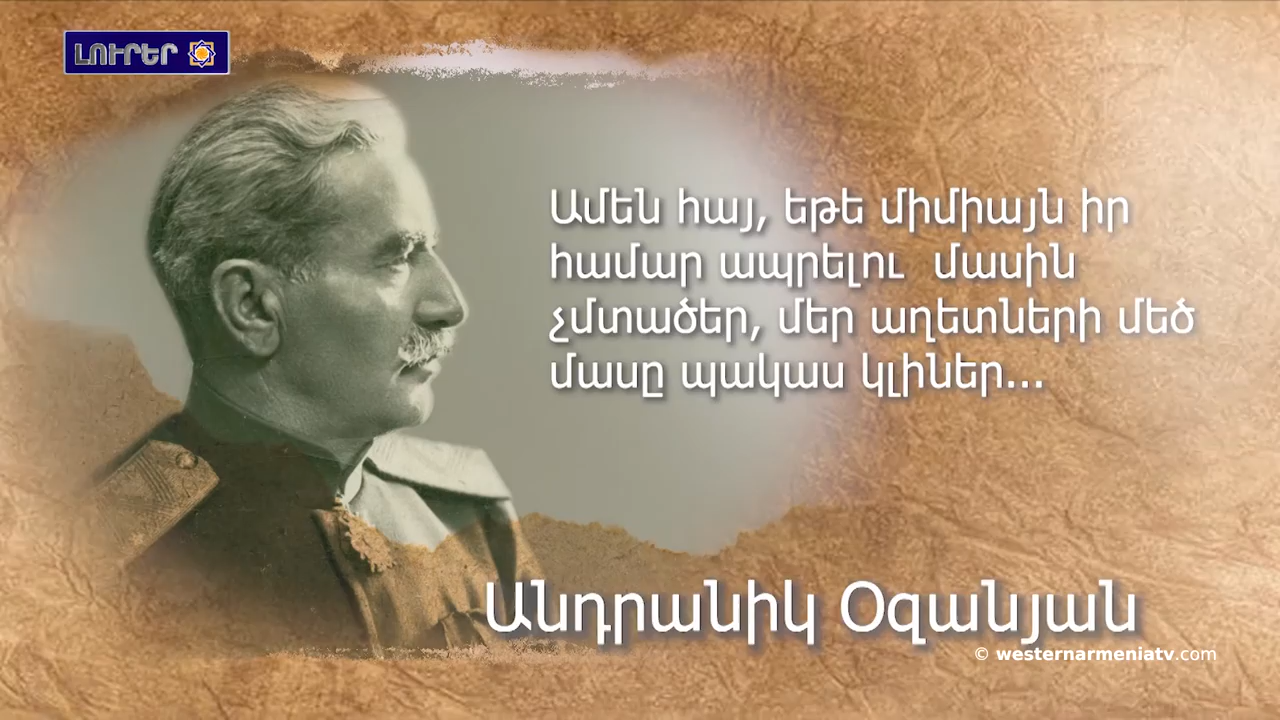 ԼՈՒՐԵՐ
Ամեն հայ, եթե միմիայն իր
համար ապրելու մասին
չմտածեր, մեր աղետների մեծ
մասը պակաս կլիներ...
Անդրանիկ Օզանյան
© westernarmeniatv.com